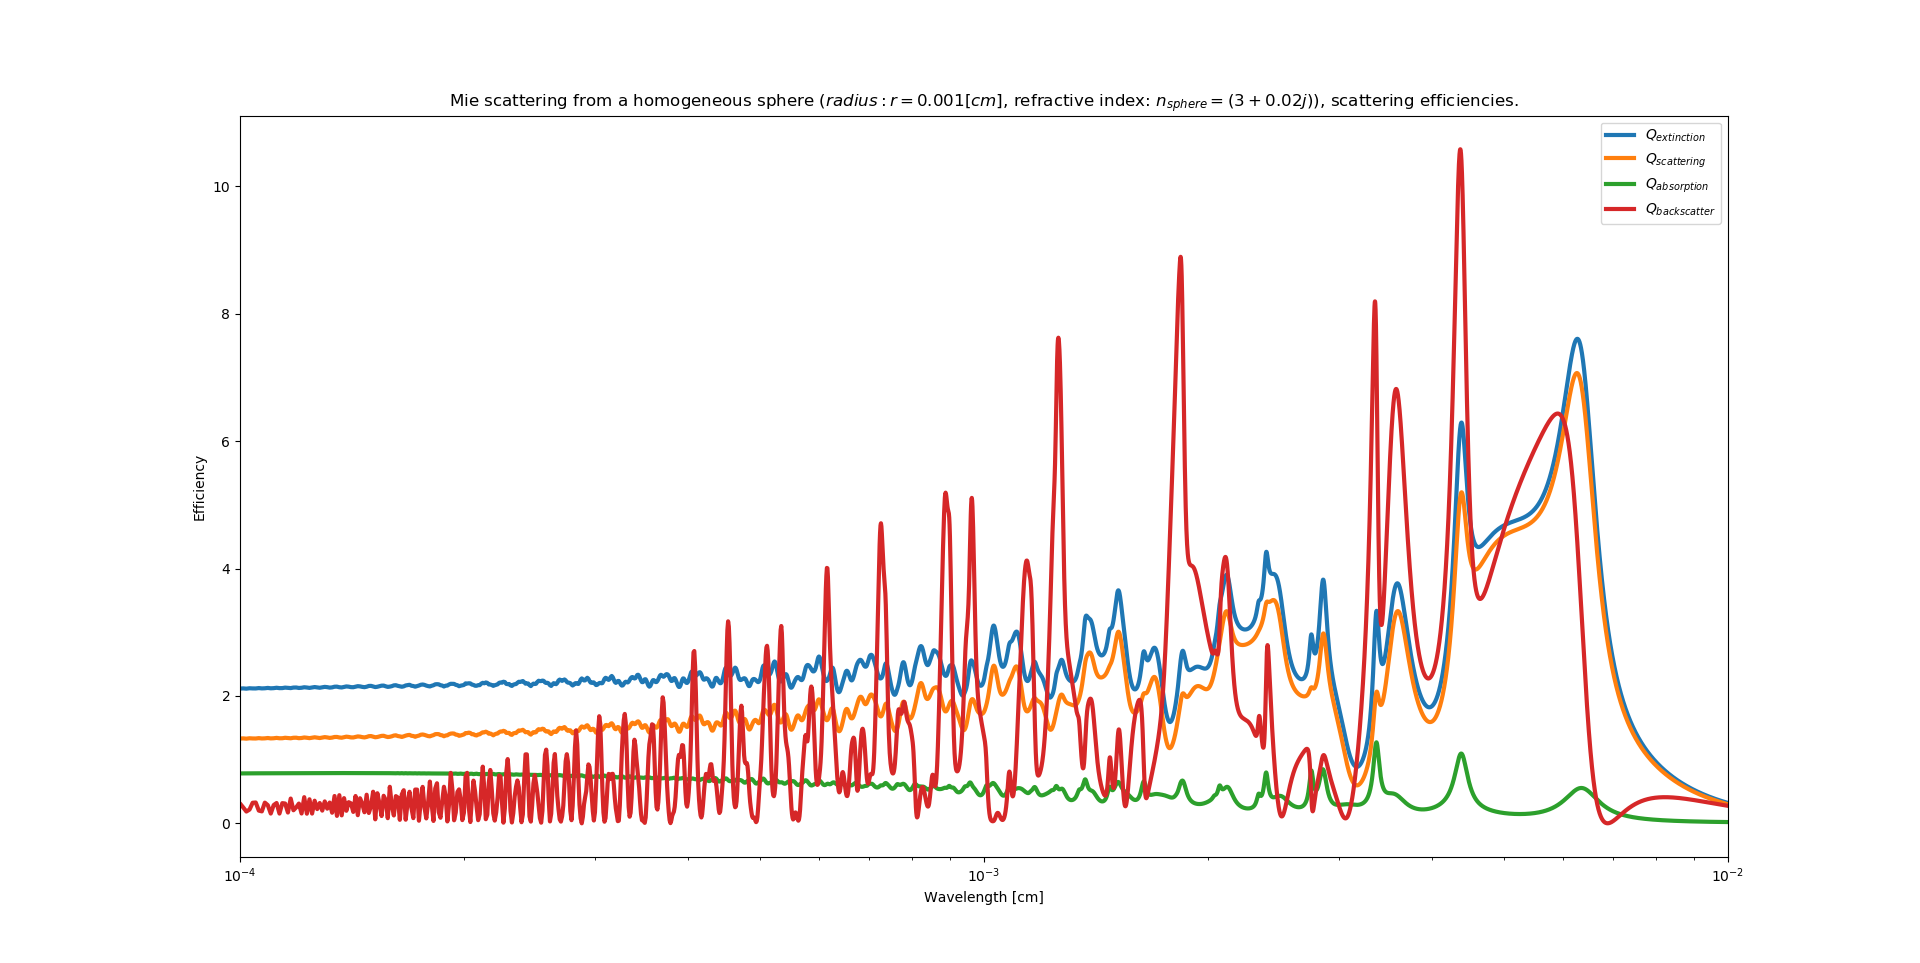 Mie scattering from a homogeneous sphere (radius : r = 0.001[cm], refractive index: n_sphere = (3 + 0.02j)), scattering efficiencies.
Q_extinction
Q_scattering
Q_absorption
Q_backscatter
10
8
6
4
2
0
Efficiency
10⁻⁴
10⁻³
10⁻²
Wavelength [cm]